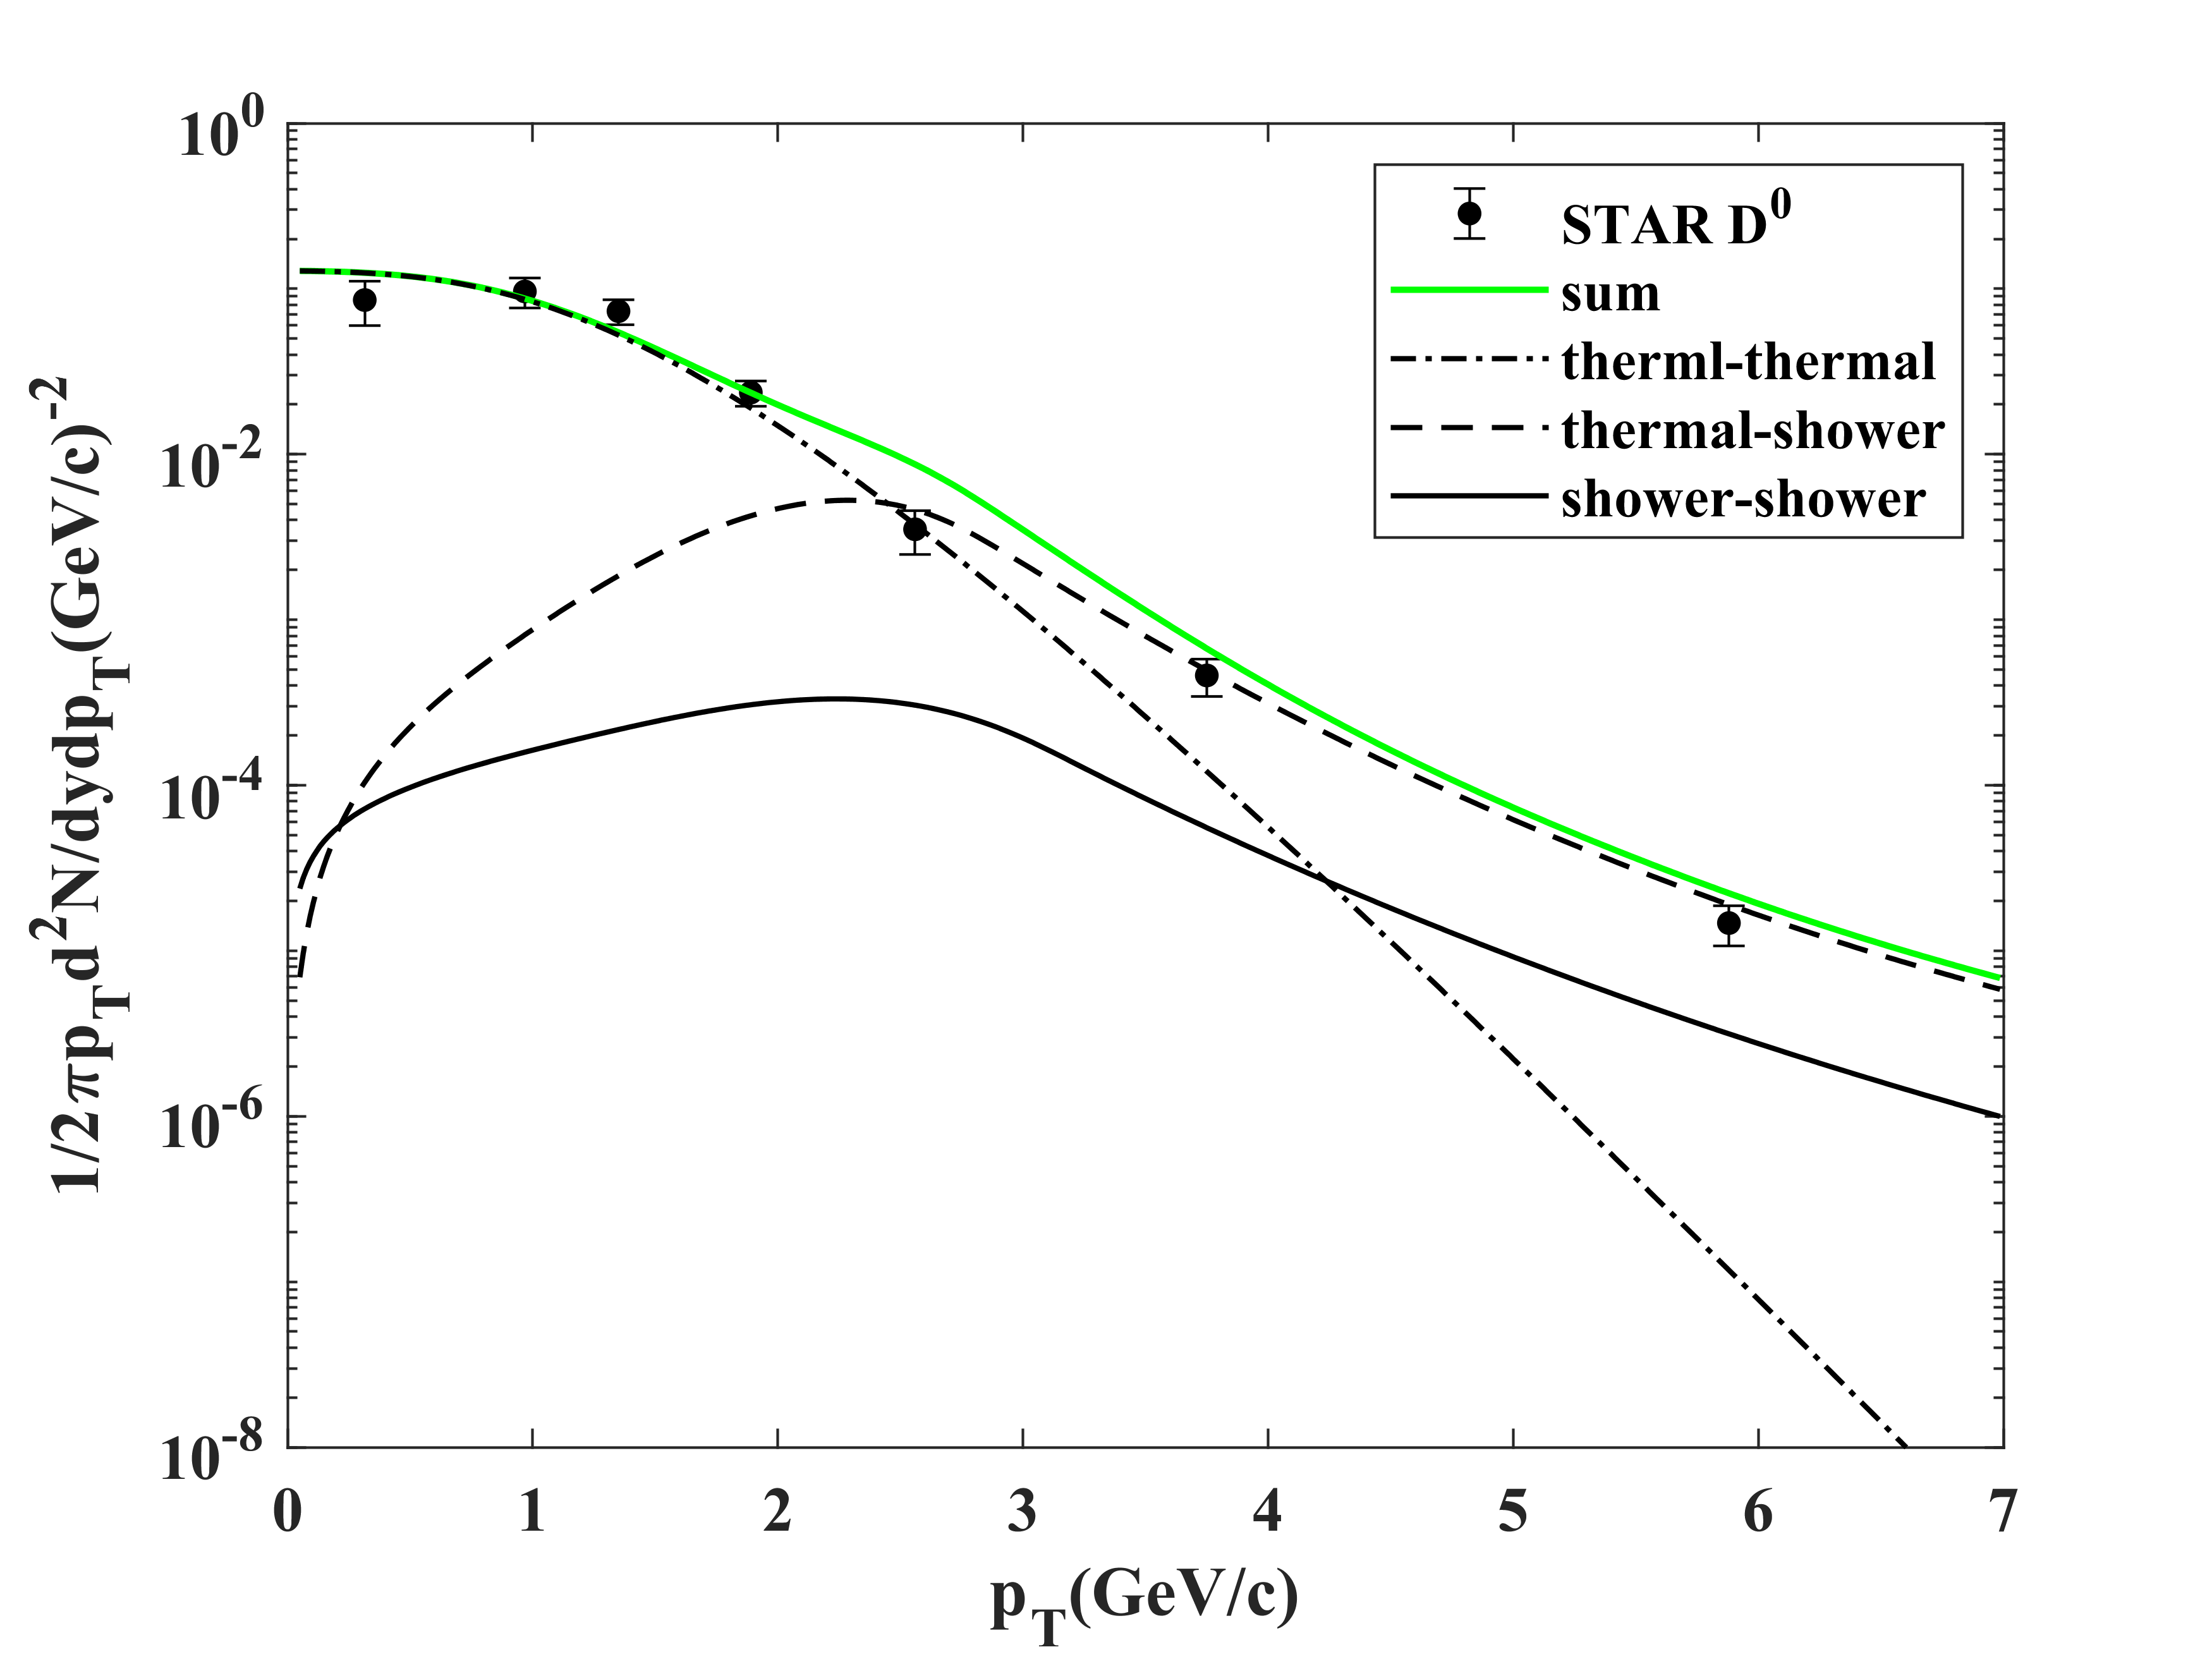 10^0
10^-2
10^-4
10^-6
10^-8
1/2πp_T d^2N/dydp_T(GeV/c)^-2
STAR D^0
sum
therml-thermal
thermal-shower
shower-shower
0 1 2 3 4 5 6 7
p_T(GeV/c)